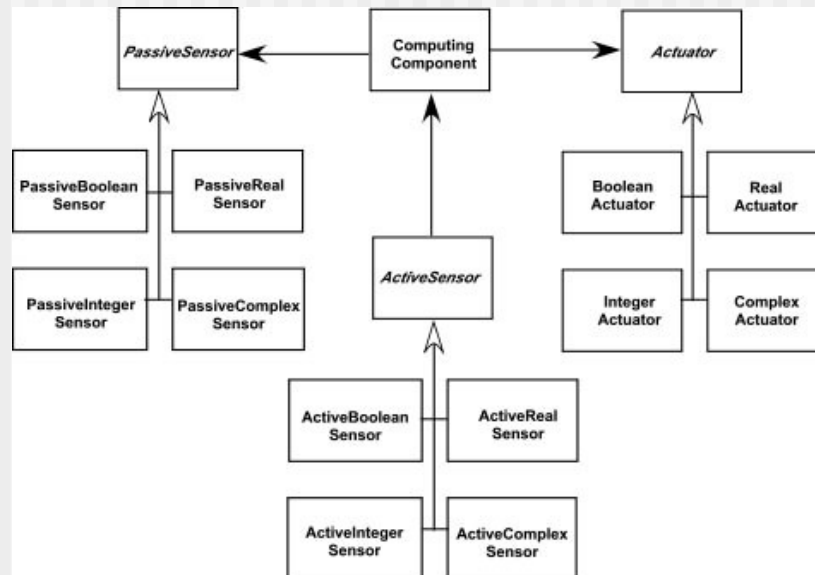 PassiveSensor
Computing
Component
Actuator
PassiveBoolean
Sensor
PassiveReal
Sensor
Boolean
Actuator
Real
Actuator
ActiveSensor
PassiveInteger
Sensor
PassiveComplex
Sensor
Integer
Actuator
Complex
Actuator
ActiveBoolean
Sensor
ActiveReal
Sensor
ActiveInteger
Sensor
ActiveComplex
Sensor